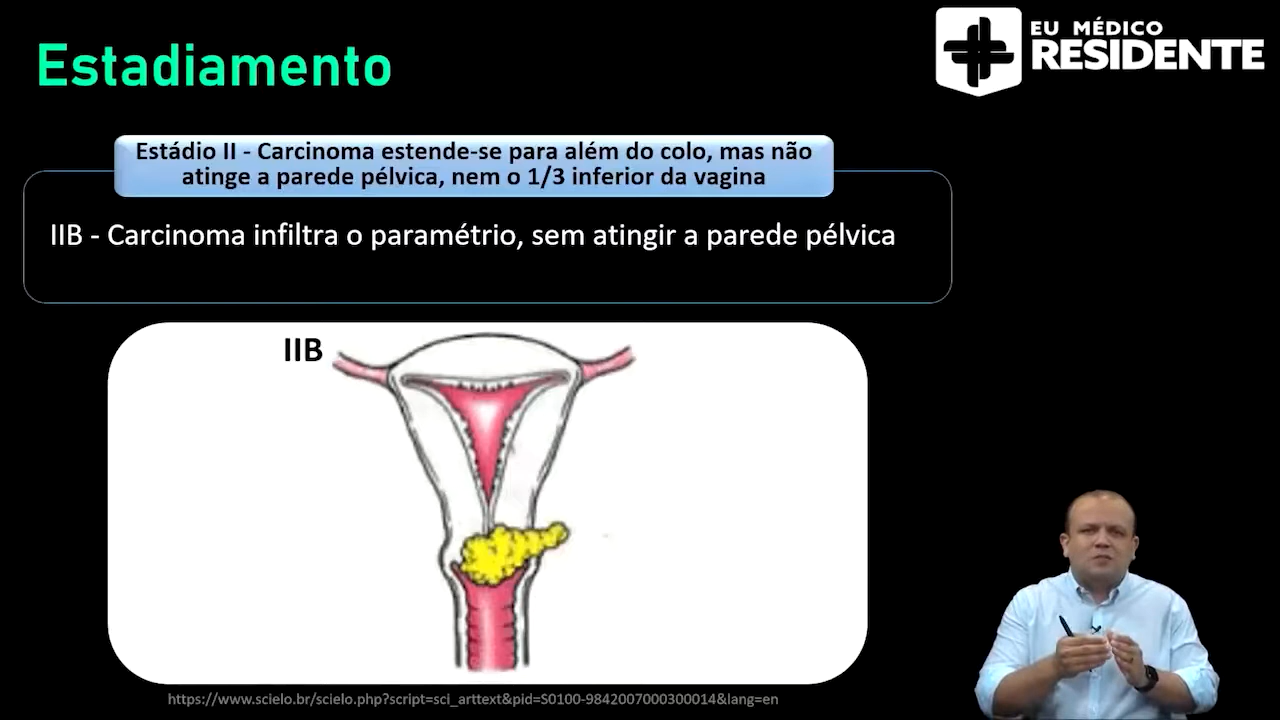 Estadiamento
EU MÉDICO
RESIDENTE
Estádio II - Carcinoma estende-se para além do colo, mas não
atinge a parede pélvica, nem o 1/3 inferior da vagina
IIB - Carcinoma infiltra o paramétrio, sem atingir a parede pélvica
IIB
https://www.scielo.br/scielo.php?script=sci_arttext&pid=S0100-9842007000300014&lang=en